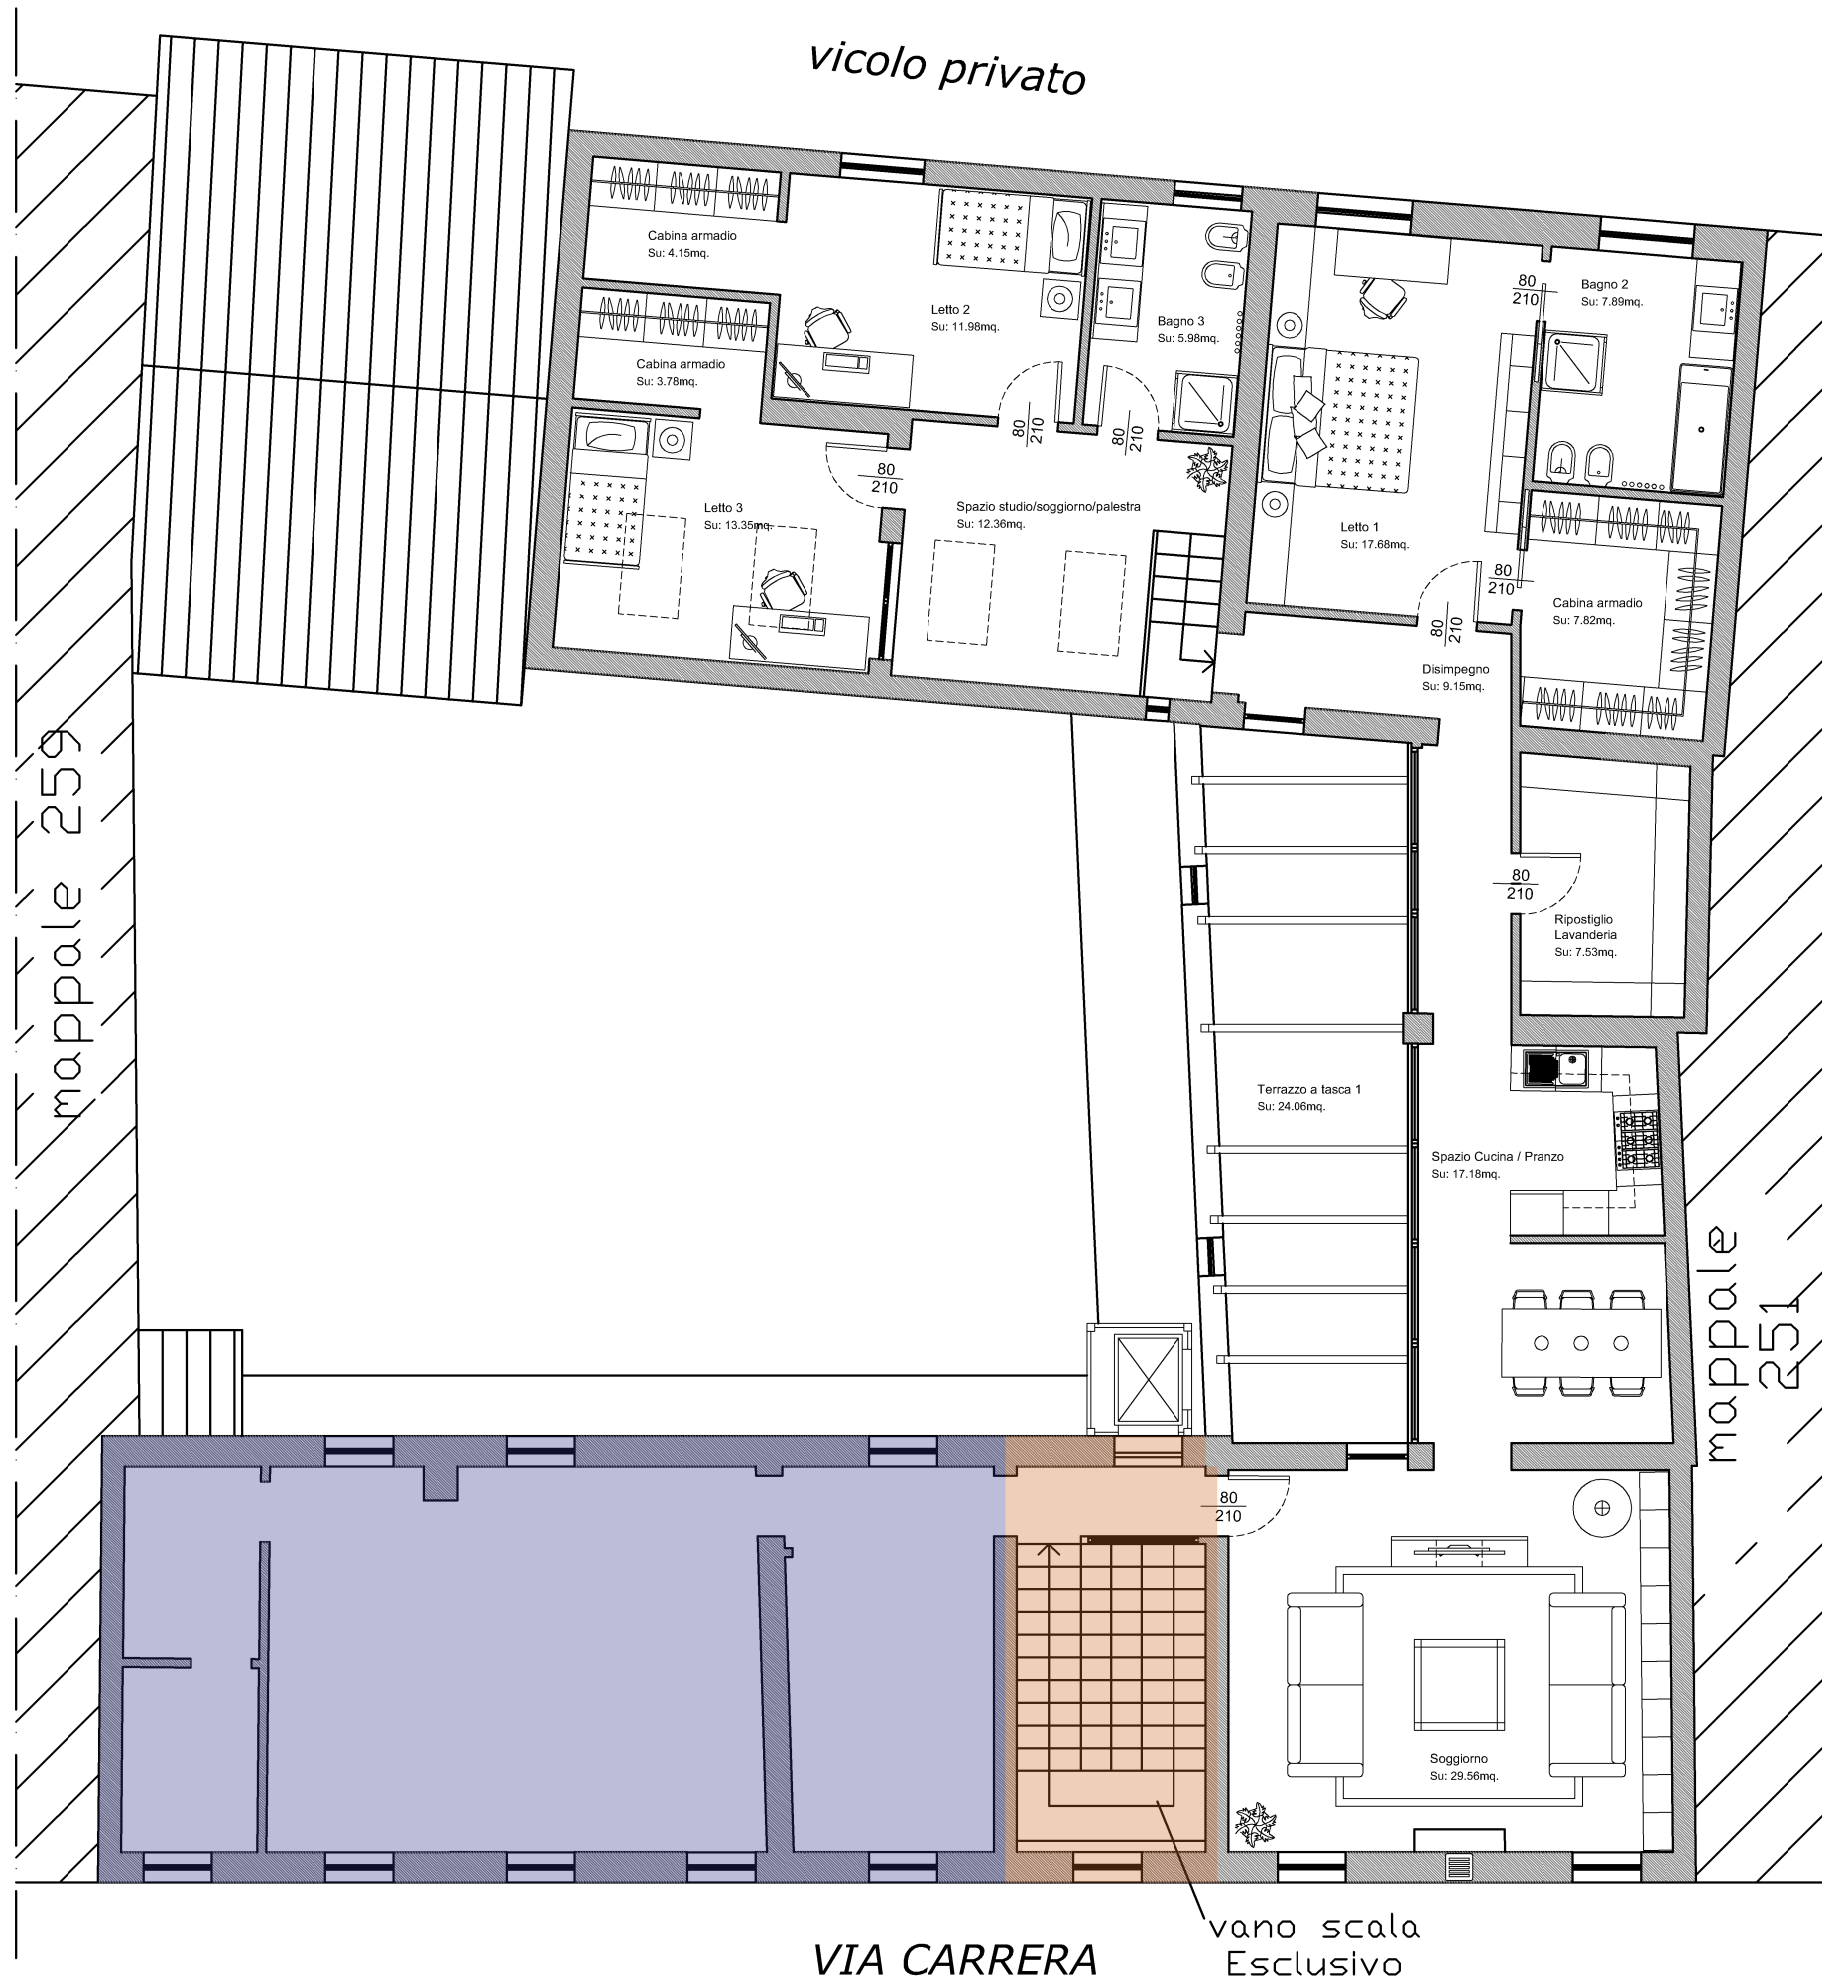 vicolo privato
Cabina armadio
Su: 4.15mq.
Letto 2
Su: 11.98mq.
Bagno 3
Su: 5.98mq.
80
210
Bagno 2
Su: 7.89mq.
Cabina armadio
Su: 3.78mq.
80
210
80
210
80
210
Letto 3
Su: 13.35mq.
Spazio studio/soggiorno/palestra
Su: 12.36mq.
Letto 1
Su: 17.68mq.
80
210
80
210
Cabina armadio
Su: 7.82mq.
Disimpegno
Su: 9.15mq.
mappale 259
80
210
Ripostiglio
Lavanderia
Su: 7.53mq.
Terrazzo a tasca 1
Su: 24.06mq.
Spazio Cucina / Pranzo
Su: 17.18mq.
mappale
251
80
210
Soggiorno
Su: 29.56mq.
vano scala
Esclusivo
VIA CARRERA